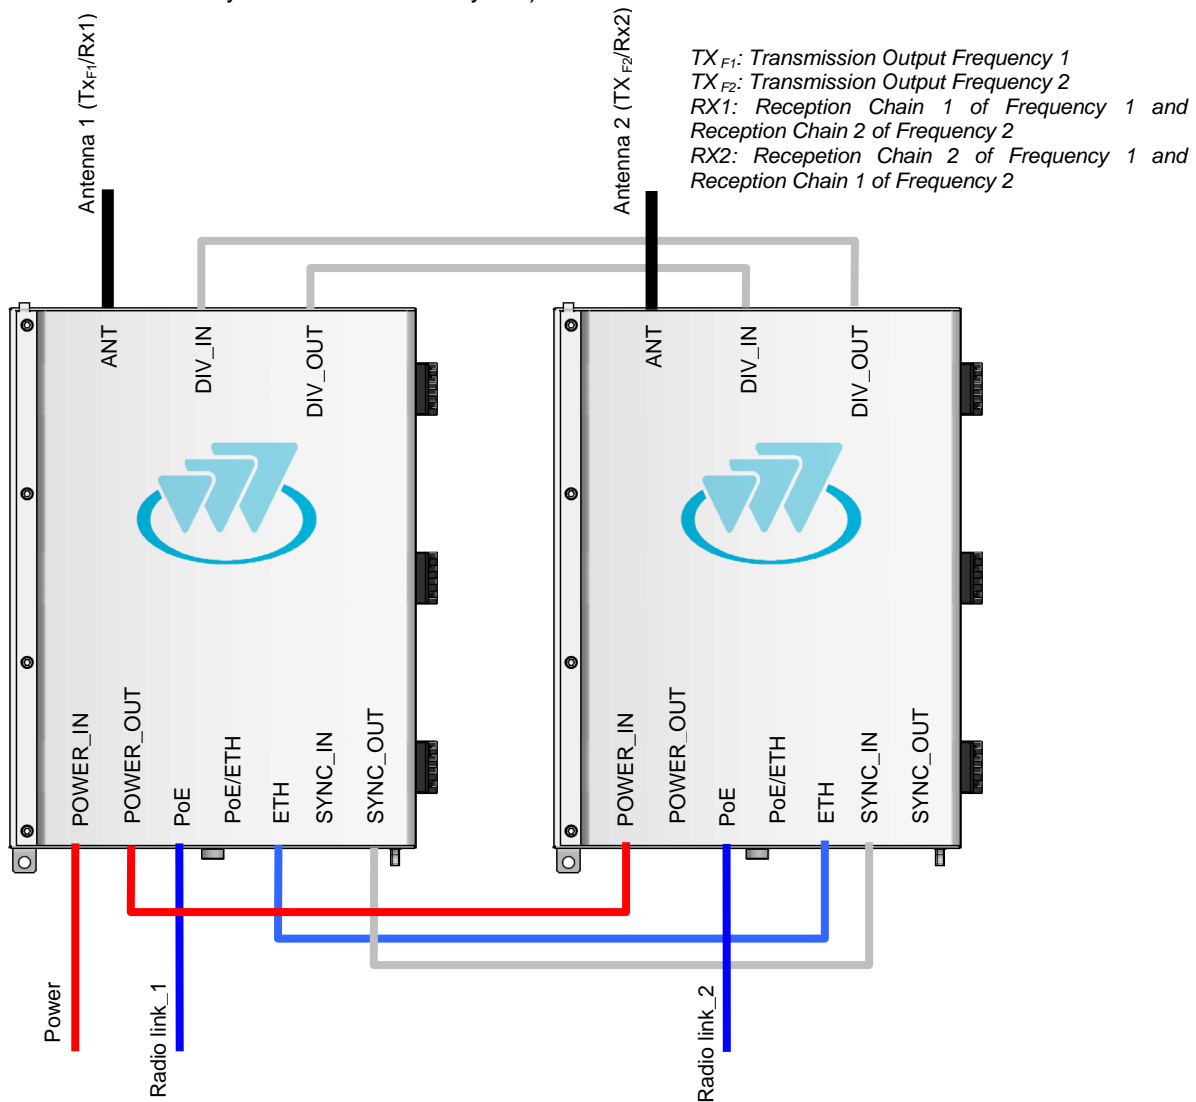 Antenna 1 (TxF1/Rx1)
Antenna 2 (TX F2/Rx2)
TX F1: Transmission Output Frequency 1
TX F2: Transmission Output Frequency 2
RX1: Reception Chain 1 of Frequency 1 and
Reception Chain 2 of Frequency 2
RX2: Recepetion Chain 2 of Frequency 1 and
Reception Chain 1 of Frequency 2
ANT
DIV_IN
DIV_OUT
ANT
DIV_IN
DIV_OUT
POWER_IN
POWER_OUT
PoE
PoE/ETH
ETH
SYNC_IN
SYNC_OUT
POWER_IN
POWER_OUT
PoE
PoE/ETH
ETH
SYNC_IN
SYNC_OUT
Power
Radio link_1
Radio link_2